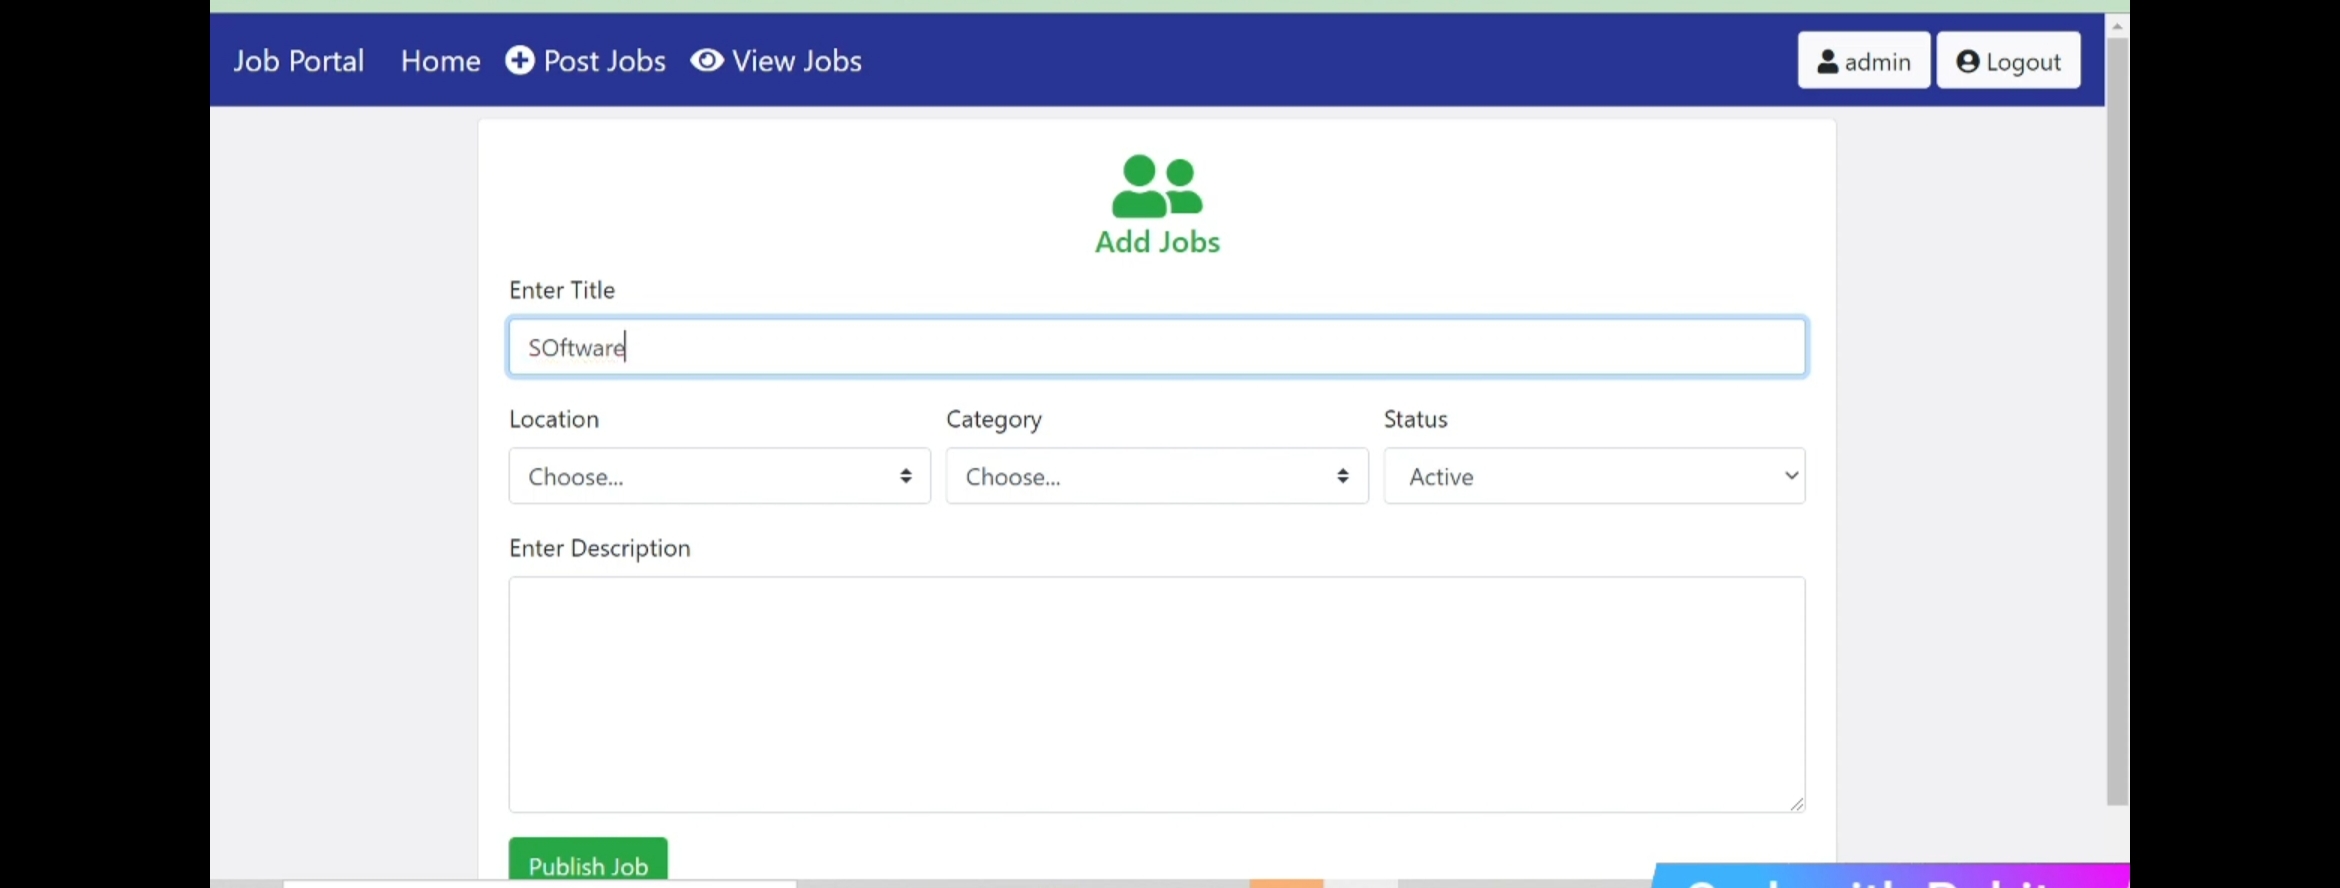 Job Portal Home Post Jobs View Jobs admin Logout
Add Jobs
Enter Title
SOftware
Location Category Status
Choose... Choose... Active
Enter Description
Publish Job